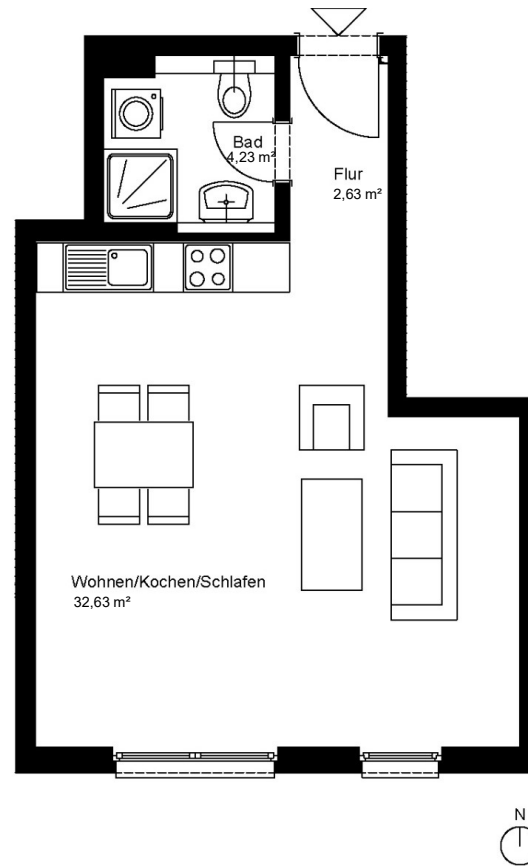 Bad
4,23 m²
Flur
2,63 m²
Wohnen/Kochen/Schlafen
32,63 m²
N